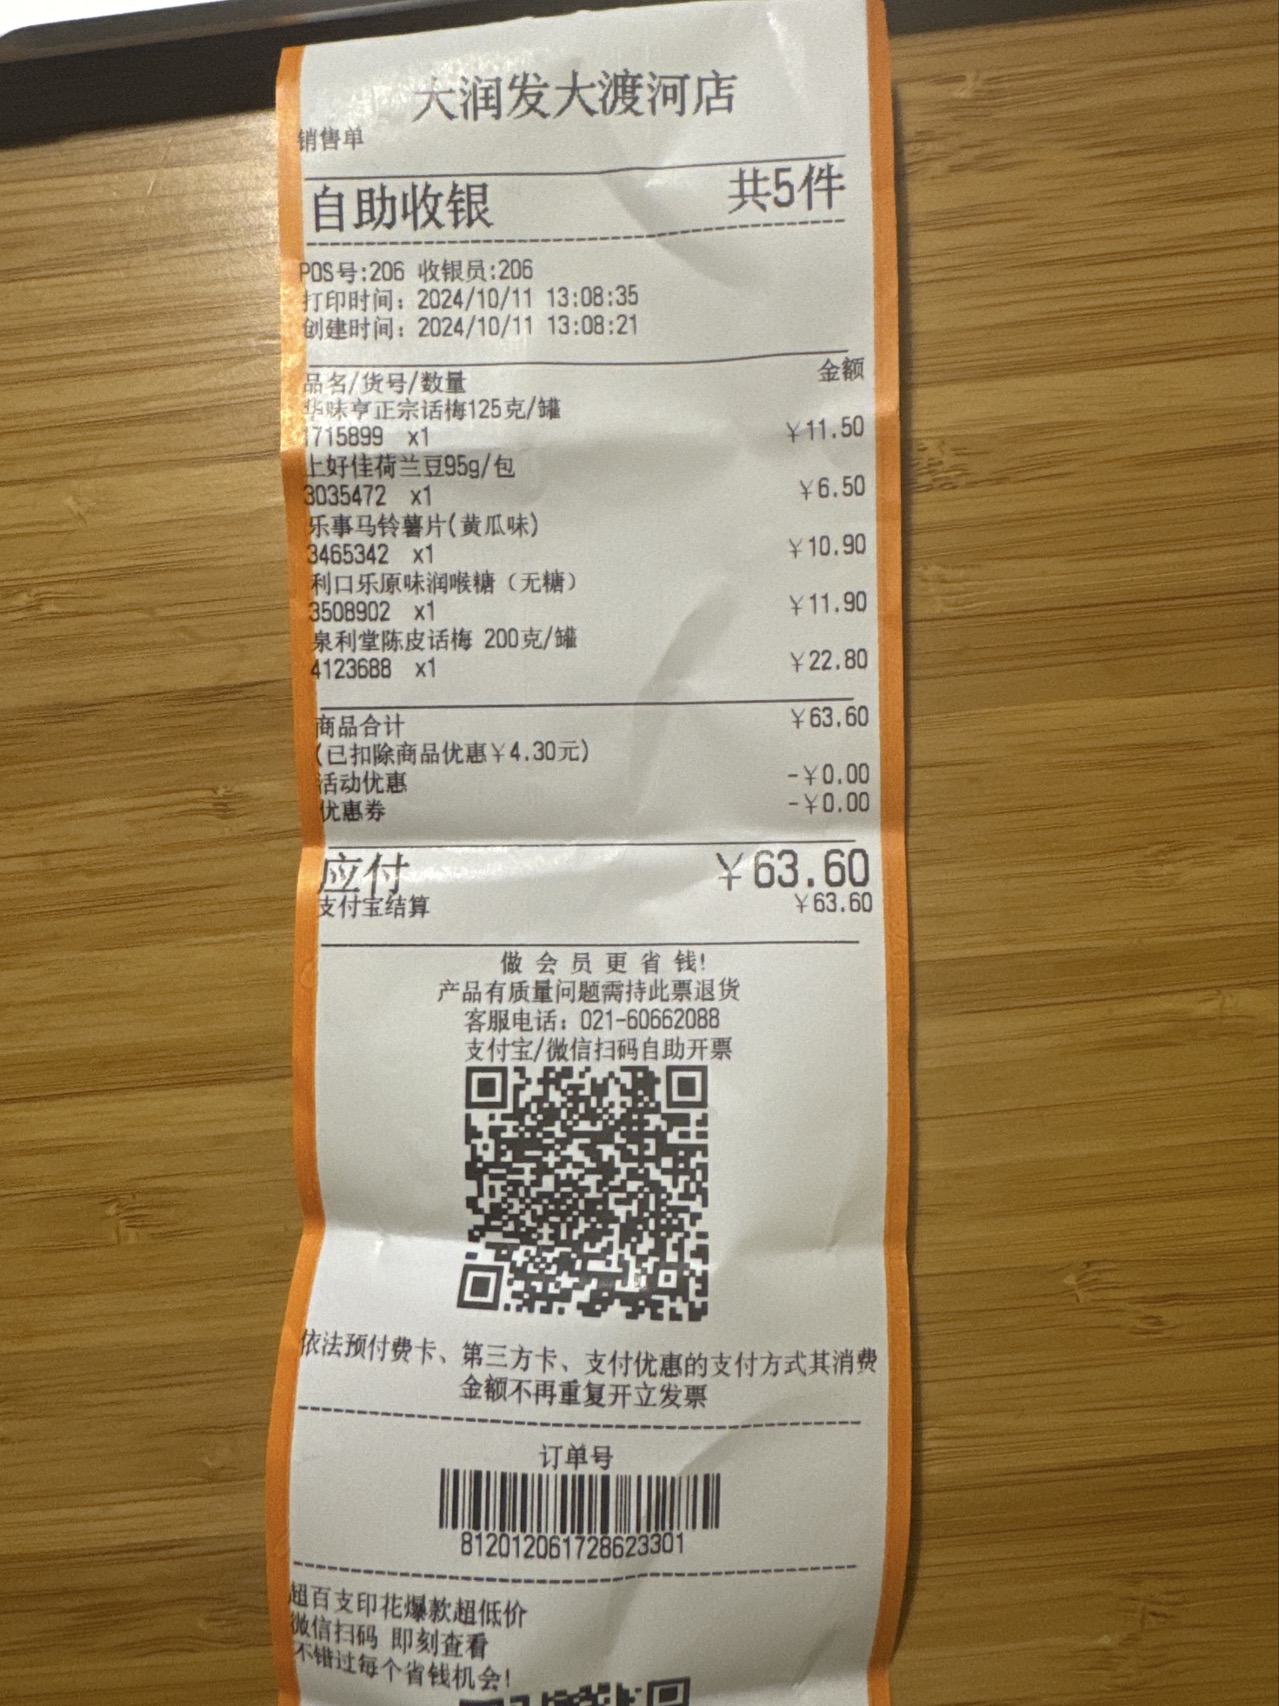 大润发大渡河店
销售单
自助收银 共5件
POS号:206 收银员:206
打印时间：2024/10/11 13:08:35
创建时间：2024/10/11 13:08:21
品名/货号/数量 金额
华味亨正宗话梅125克/罐
1715899 x1 ￥11.50
上好佳荷兰豆95g/包
3035472 x1 ￥6.50
乐事马铃薯片(黄瓜味)
3465342 x1 ￥10.90
利口乐原味润喉糖（无糖）
3508902 x1 ￥11.90
泉利堂陈皮话梅 200克/罐
4123688 x1 ￥22.80
商品合计 ￥63.60
(已扣除商品优惠￥4.30元)
活动优惠 -￥0.00
优惠券 -￥0.00
应付 ￥63.60
支付宝结算 ￥63.60
做会员更省钱!
产品有质量问题需持此票退货
客服电话：021-60662088
支付宝/微信扫码自助开票
依法预付费卡、第三方卡、支付优惠的支付方式其消费
金额不再重复开立发票
订单号
812012061728623301
超百支印花爆款超低价
微信扫码 即刻查看
不错过每个省钱机会!